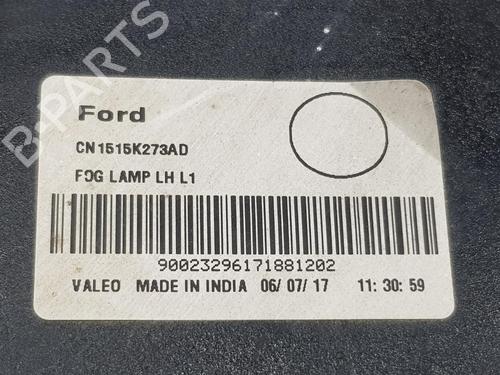 Ford
CN1515K273AD
FOG LAMP LH L1
90023296171881202
VALEO MADE IN INDIA 06/07/17 11:30:59
B-PARTS